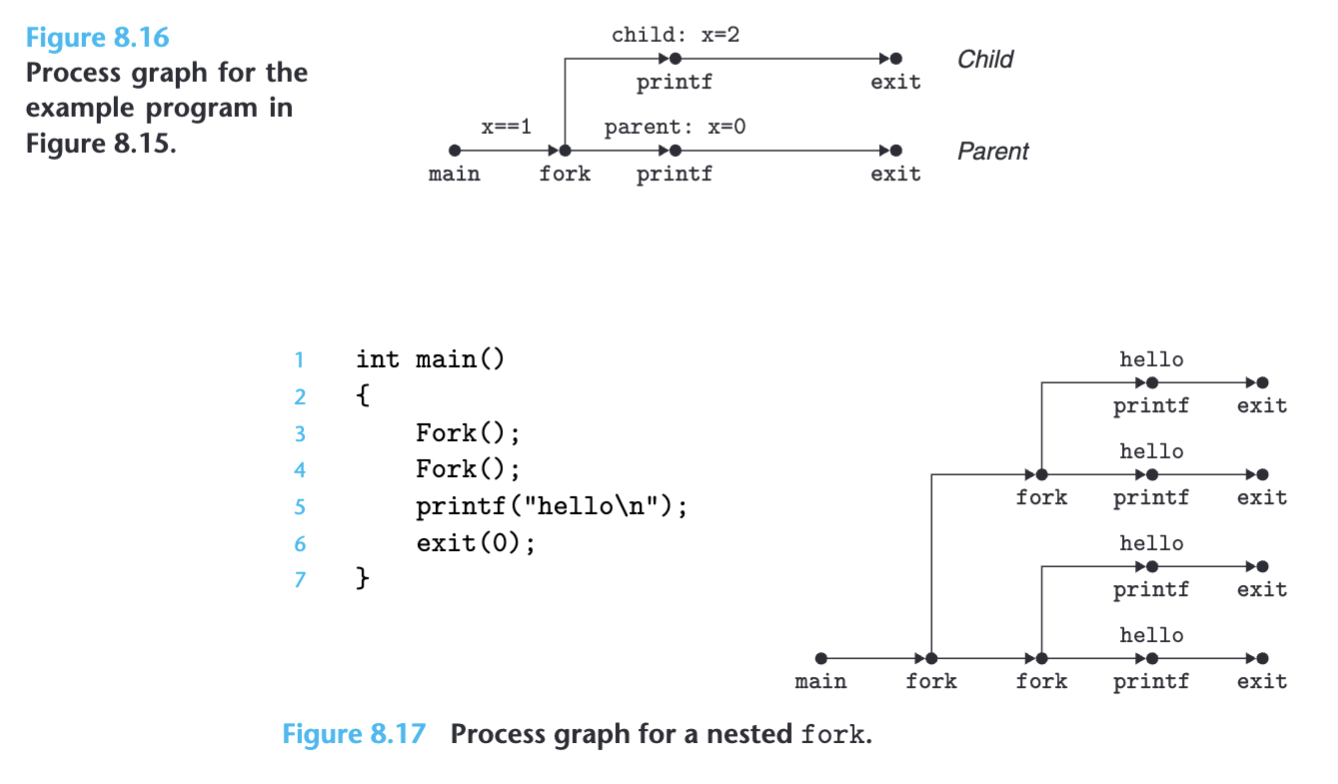 Figure 8.16
Process graph for the
example program in
Figure 8.15.
child: x=2
printf exit Child
x==1 parent: x=0
main fork printf exit Parent
1 int main()
2 {
3 Fork();
4 Fork();
5 printf("hello\n");
6 exit(0);
7 }
hello
printf exit
hello
fork printf exit
hello
printf exit
hello
main fork fork printf exit
Figure 8.17 Process graph for a nested fork.